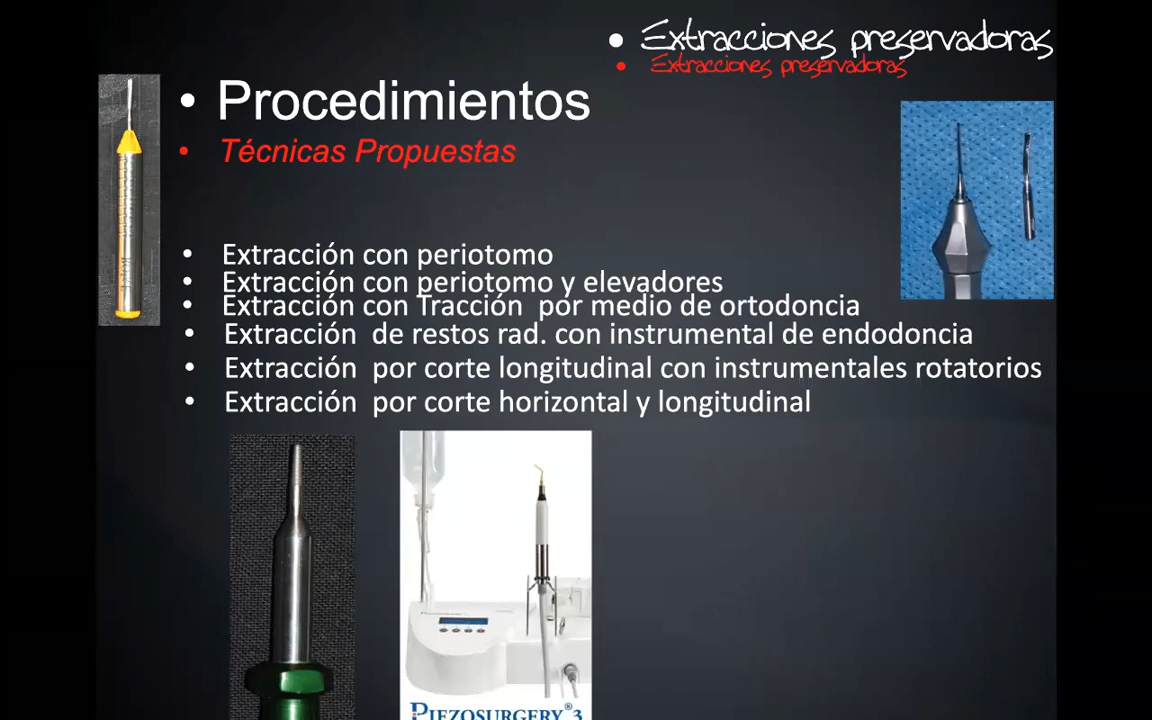 • Extracciones preservadoras
• Extracciones preservadoras
• Procedimientos
• Técnicas Propuestas
• Extracción con periotomo
• Extracción con periotomo y elevadores
• Extracción con Tracción por medio de ortodoncia
• Extracción de restos rad. con instrumental de endodoncia
• Extracción por corte longitudinal con instrumentales rotatorios
• Extracción por corte horizontal y longitudinal
PIEZOSURGERY® 3